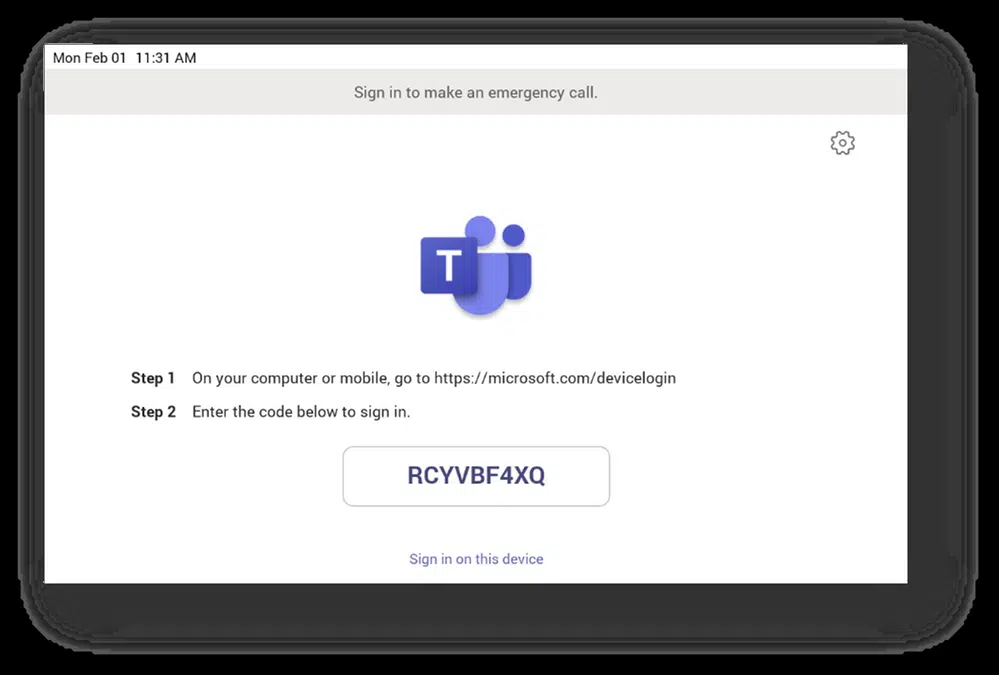 Mon Feb 01 11:31 AM
Sign in to make an emergency call.
T
Step 1 On your computer or mobile, go to https://microsoft.com/devicelogin
Step 2 Enter the code below to sign in.
RCYVBF4XQ
Sign in on this device